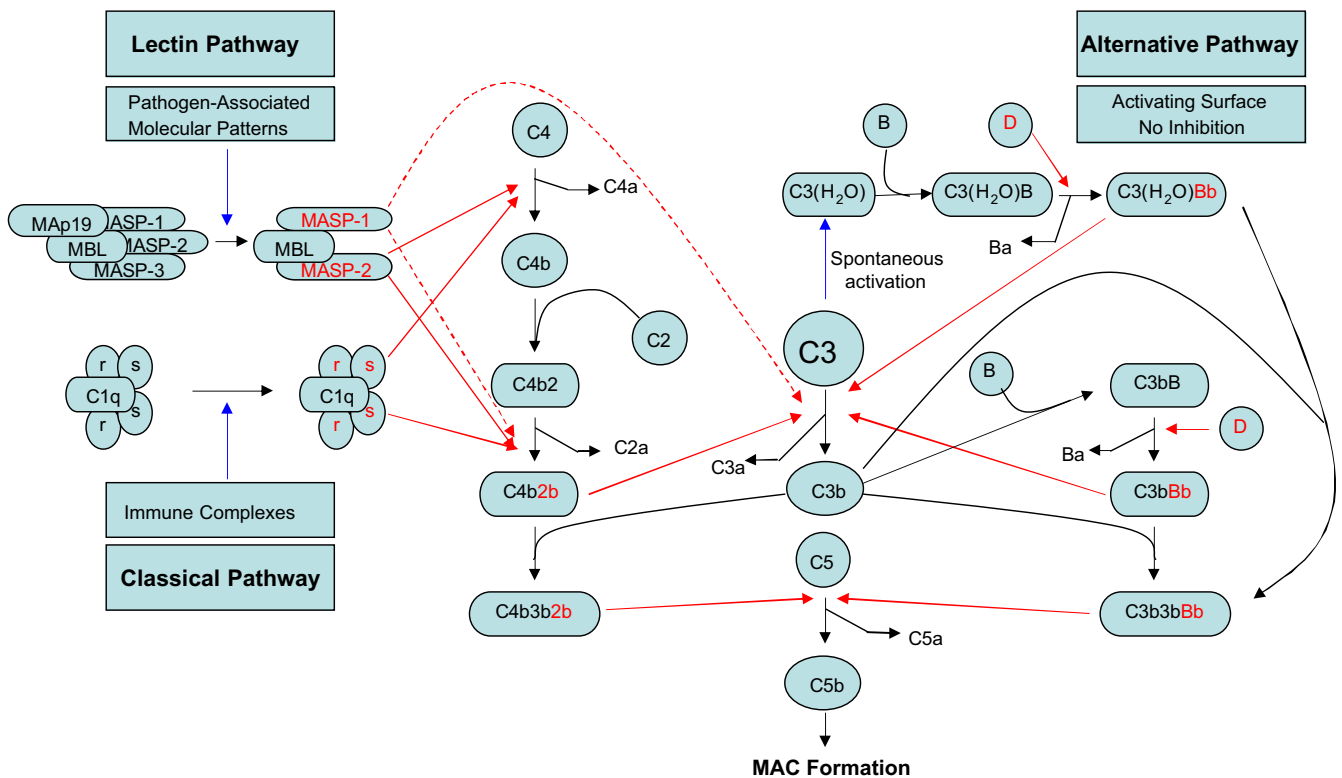 Lectin Pathway
Pathogen-Associated
Molecular Patterns
MAp19
MASP-1
MBL
MASP-2
MASP-3
MASP-1
MBL
MASP-2
r
s
C1q
r
s
r
s
C1q
r
s
Immune Complexes
Classical Pathway
C4
C4a
C4b
C2
C4b2
C2a
C4b2b
C4b3b2b
Alternative Pathway
Activating Surface
No Inhibition
B
D
C3(H₂O)
C3(H₂O)B
C3(H₂O)Bb
Ba
Spontaneous
activation
C3
C3a
C3b
B
C3bB
D
Ba
C3bBb
C5
C3b3bBb
C5a
C5b
MAC Formation